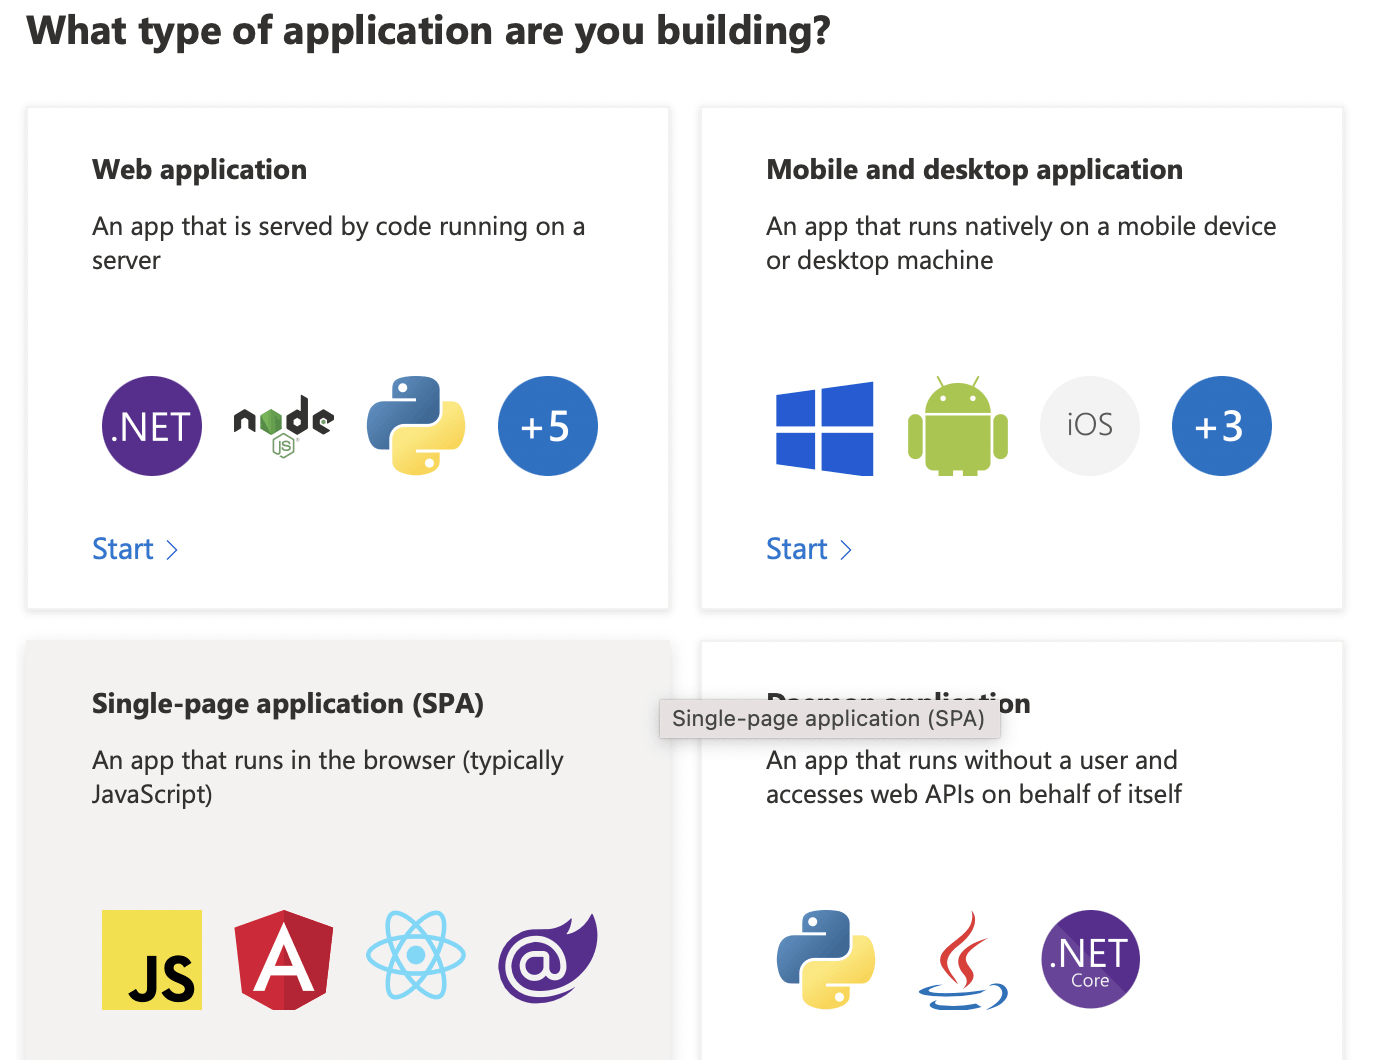 What type of application are you building?
Web application
An app that is served by code running on a
server
.NET
node
JS
+5
Start
Mobile and desktop application
An app that runs natively on a mobile device
or desktop machine
iOS
+3
Start
Single-page application (SPA)
An app that runs in the browser (typically
JavaScript)
JS
A
@
Single-page application (SPA)
Daemon application
An app that runs without a user and
accesses web APIs on behalf of itself
.NET
Core